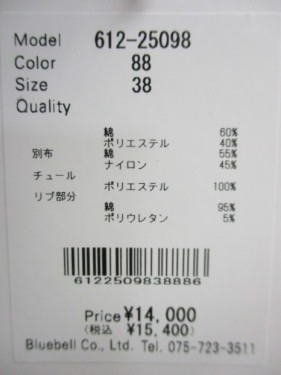 Model 612-25098
Color 88
Size 38
Quality
綿 60%
ポリエステル 40%
別布 綿 55%
ナイロン 45%
チュール
ポリエステル 100%
リブ部分
綿 95%
ポリウレタン 5%
6122509838886
Price ¥14,000
(税込 ¥15,400)
Bluebell Co., Ltd. Tel. 075-723-3511